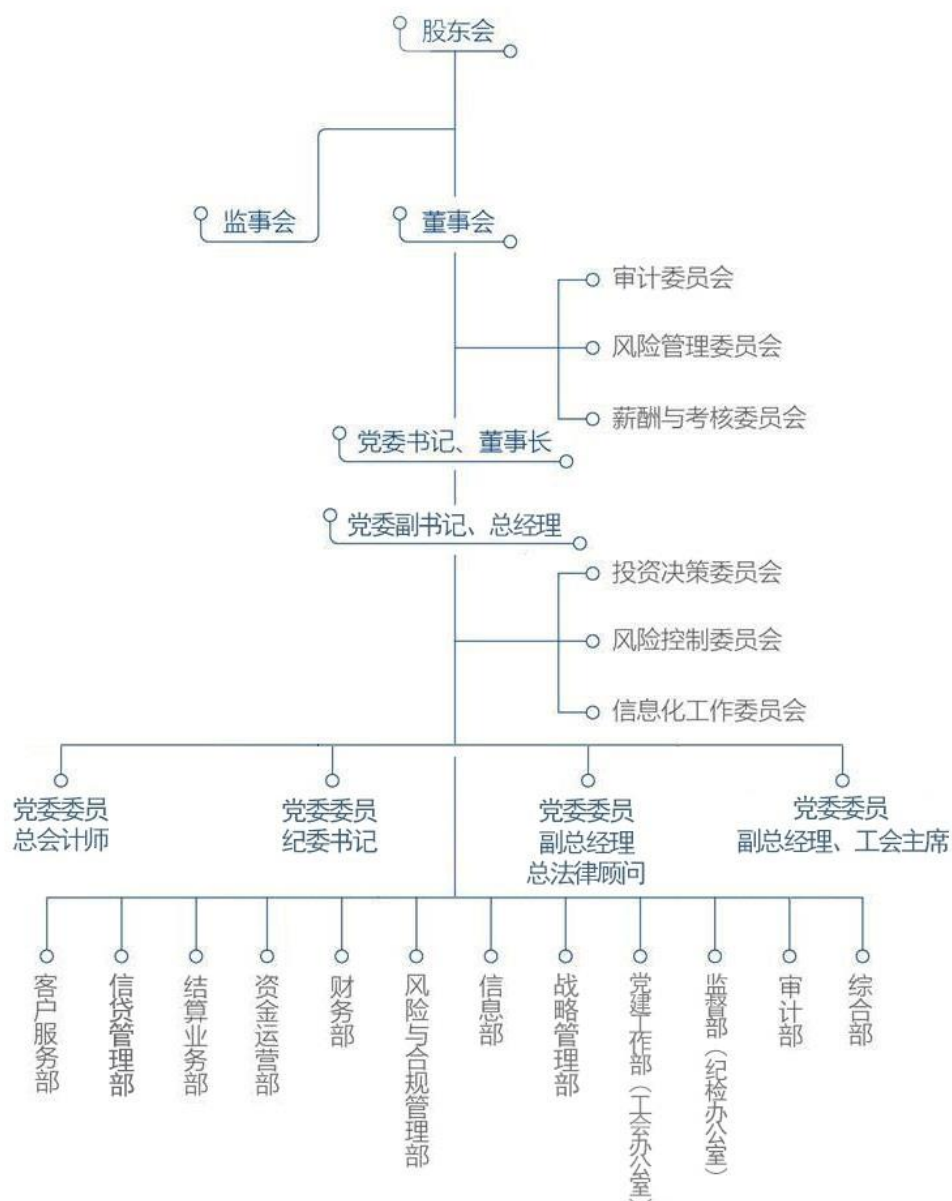 股东会
监事会
董事会
审计委员会
风险管理委员会
薪酬与考核委员会
党委书记、董事长
党委副书记、总经理
投资决策委员会
风险控制委员会
信息化工作委员会
党委委员
总会计师
党委委员
纪委书记
党委委员
副总经理
总法律顾问
党委委员
副总经理、工会主席
客户服务部
信贷管理部
结算业务部
资金运营部
财务部
风险与合规管理部
信息部
战略管理部
党建工作部（工会办公室）
监督部（纪检办公室）
审计部
综合部